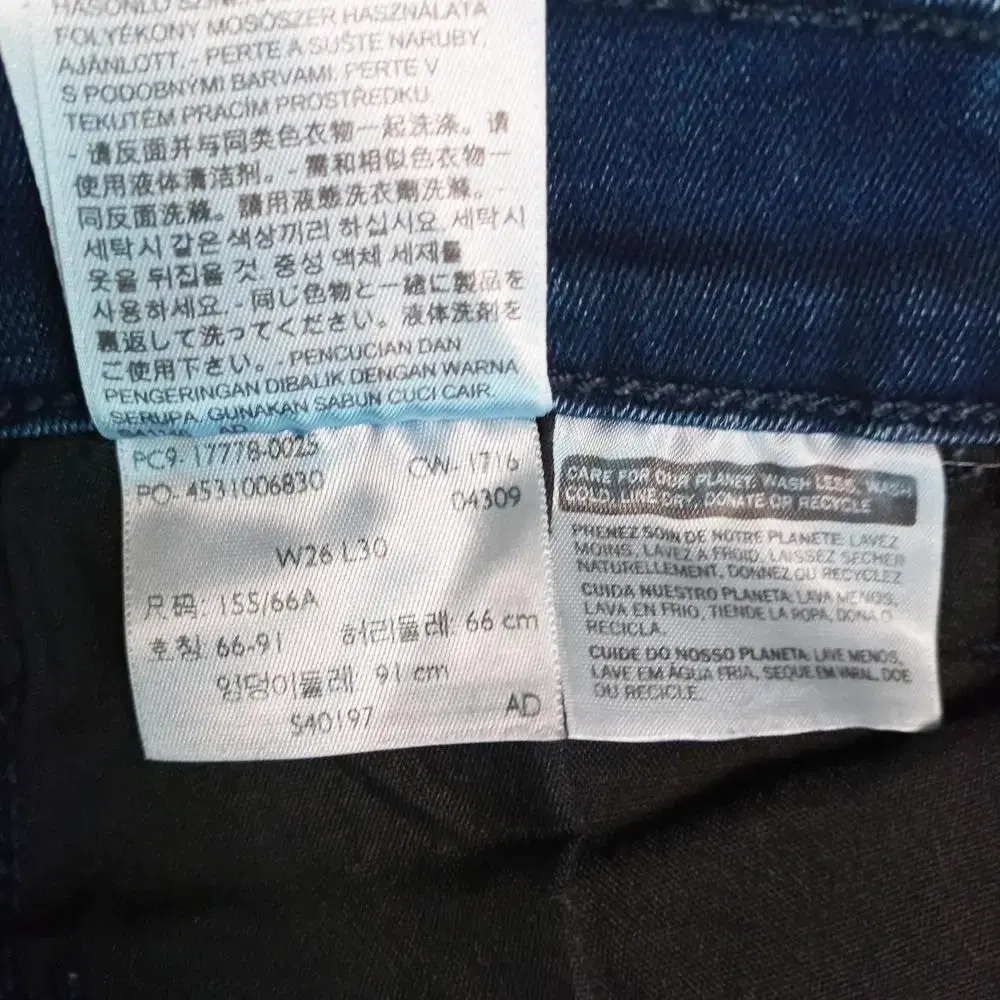 FOLYÉKONY MOSÓSZER HASZNÁLATA
AJÁNLOTT. - PERTE A SUŠTE NARUBY,
S PODOBNÝMI BARVAMI. PERTE V
TEKUTÉM PRACÍM PROSTŘEDKU
- 请反面并与同类色衣物一起洗涤。请
使用液体清洁剂。- 需和相似色衣物一
同反面洗滌。請用液態洗衣劑洗滌。-
세탁시 같은 색상끼리 하십시요. 세탁시
옷을 뒤집을 것 중성 액체 세제를
사용하세요. - 同じ色物と一緒に製品を
裏返して洗ってください。液体洗剤を
ご使用下さい。- PENCUCIAN DAN
PENGERINGAN DIBALIK DENGAN WARNA
SERUPA, GUNAKAN SABUN CUCI CAIR
PC9- 17778-0025
CW- 1716
PO- 4531006830
04309
W26 L30
尺码: 155/66A
호칭 66-91 허리둘레: 66 cm
엉덩이둘레: 91 cm
S40197
AD
CARE FOR OUR PLANET: WASH LESS, WASH
COLD, LINE DRY, DONATE OR RECYCLE
PRENEZ SOIN DE NOTRE PLANETE: LAVEZ
MOINS, LAVEZ A FROID, LAISSEZ SECHER
NATURELLEMENT, DONNEZ OU RECYCLEZ
CUIDA NUESTRO PLANETA: LAVA MENOS,
LAVA EN FRIO, TIENDE LA ROPA, DONA O
RECICLA.
CUIDE DO NOSSO PLANETA: LAVE MENOS,
LAVE EM ÁGUA FRIA, SEQUE EM VARAL, DOE
OU RECICLE.